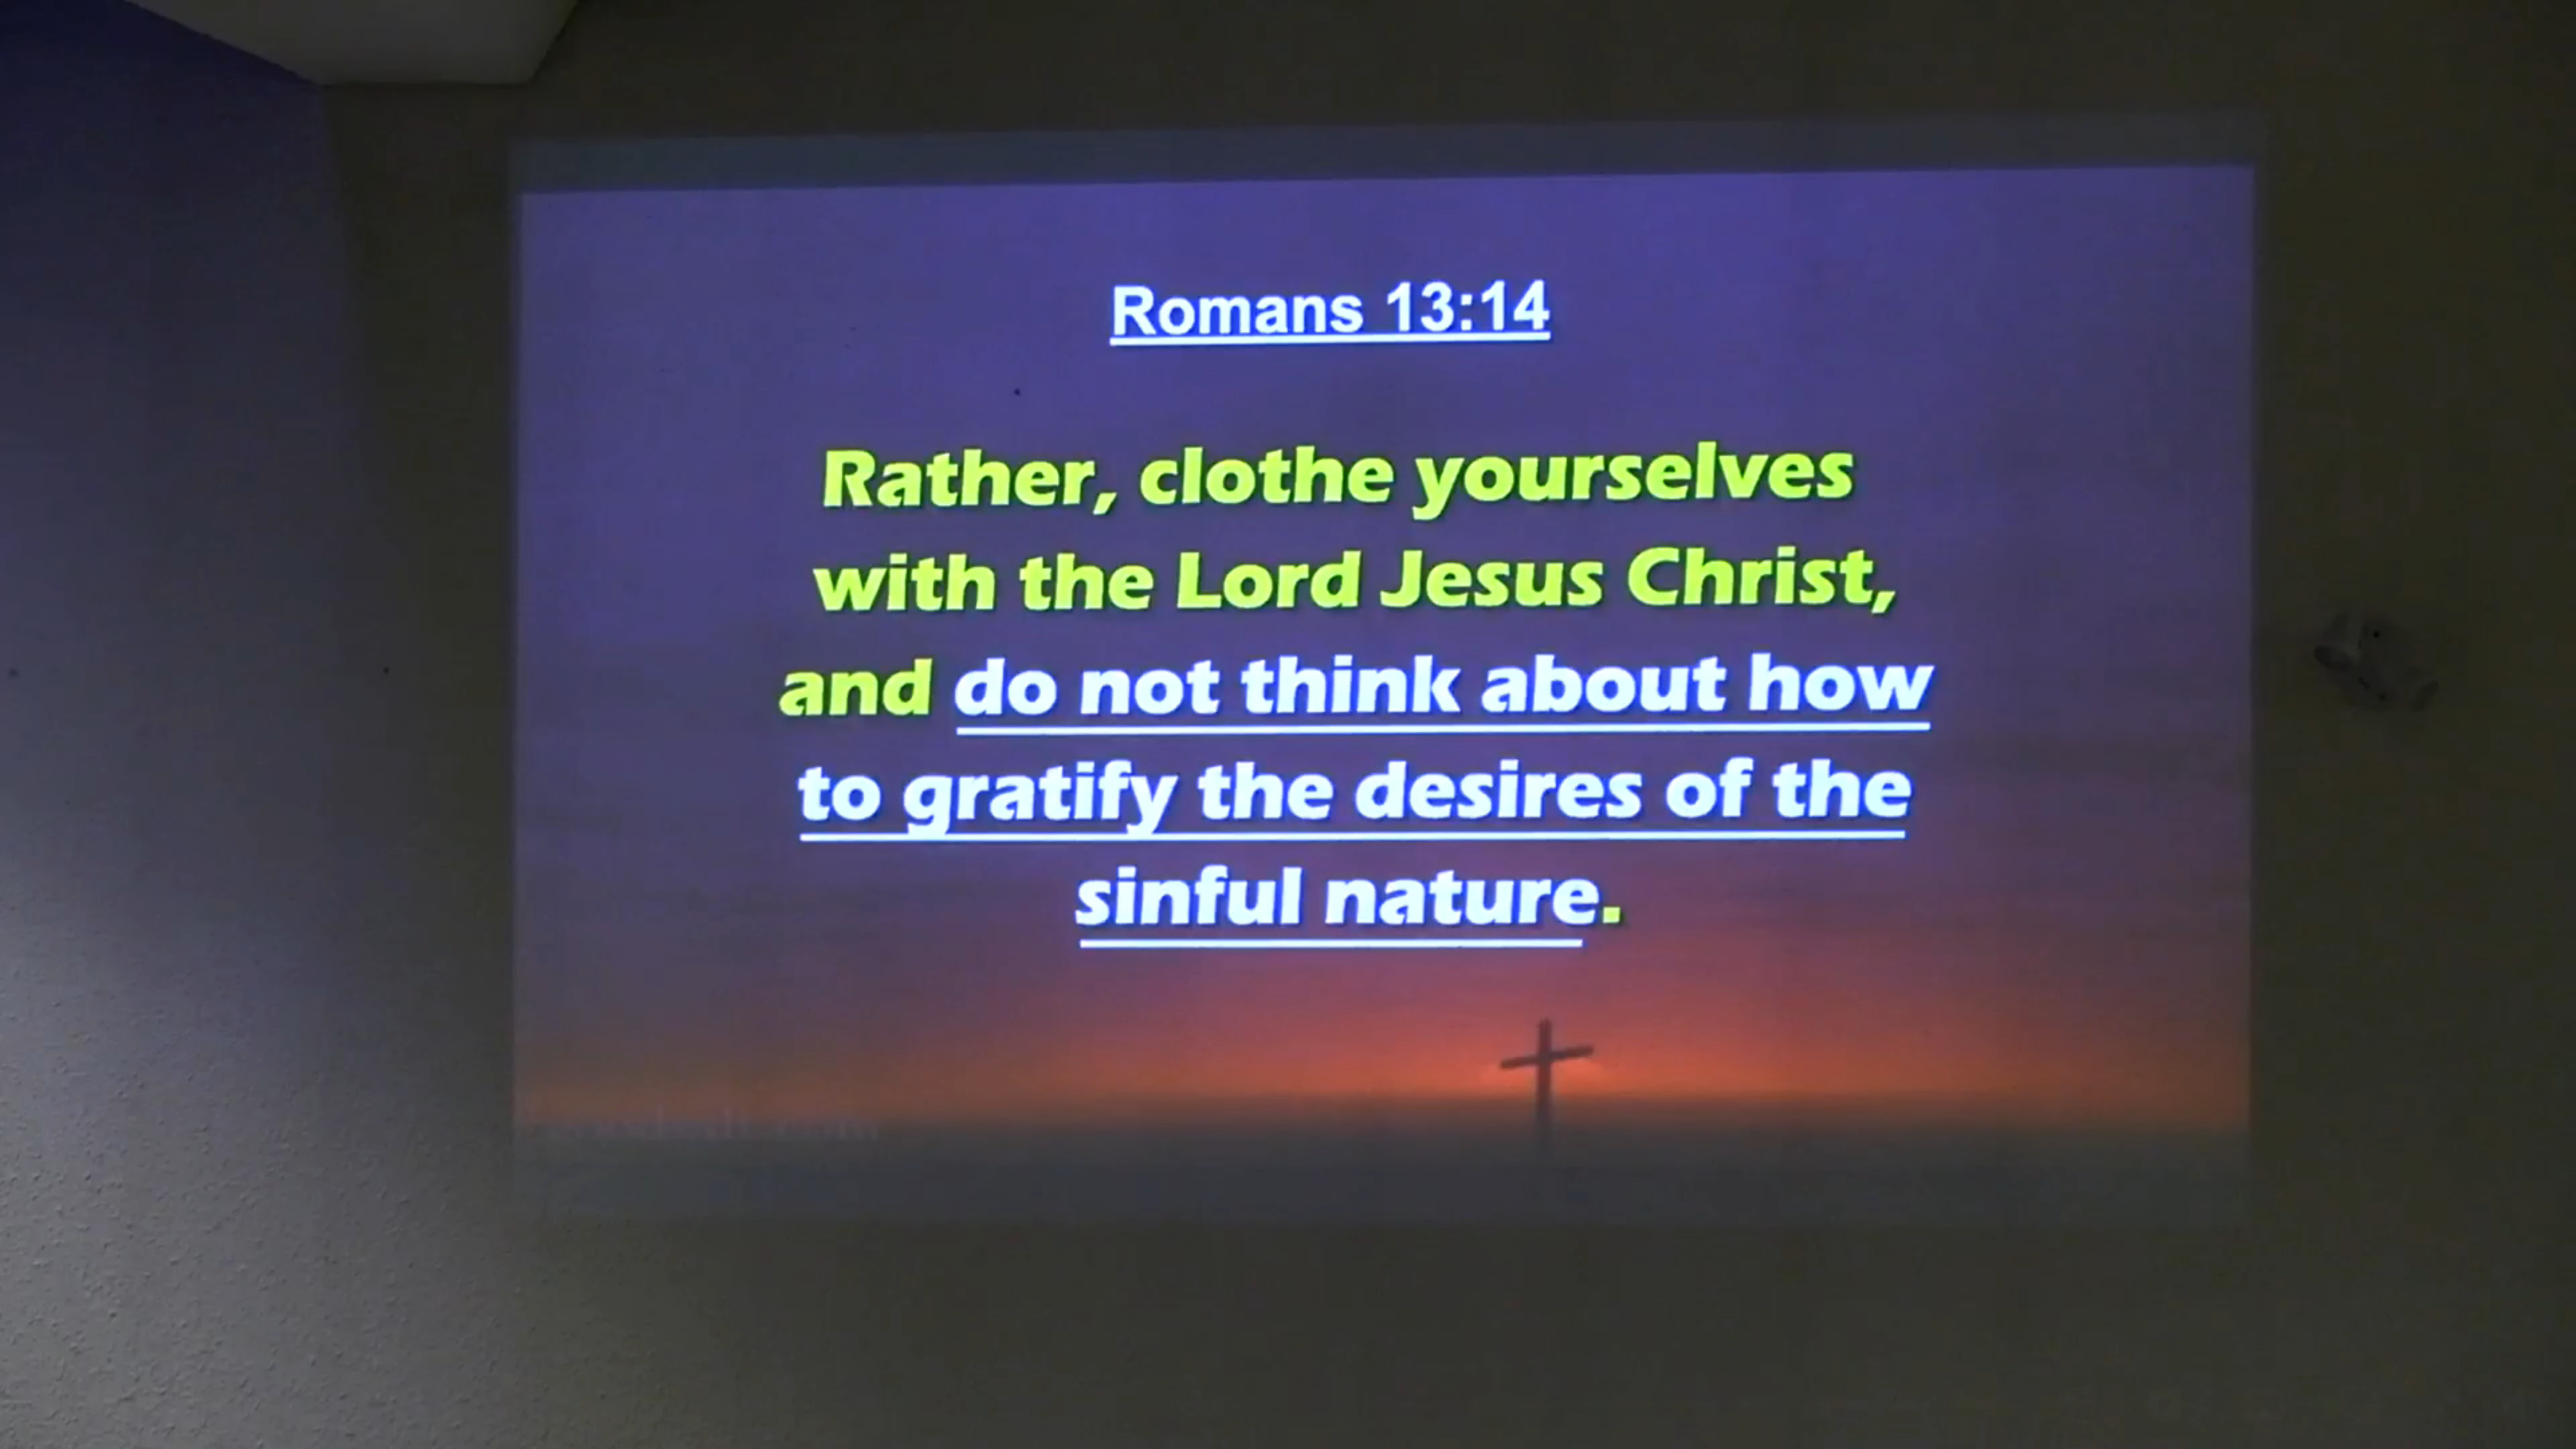 Romans 13:14
Rather, clothe yourselves
with the Lord Jesus Christ,
and do not think about how
to gratify the desires of the
sinful nature.